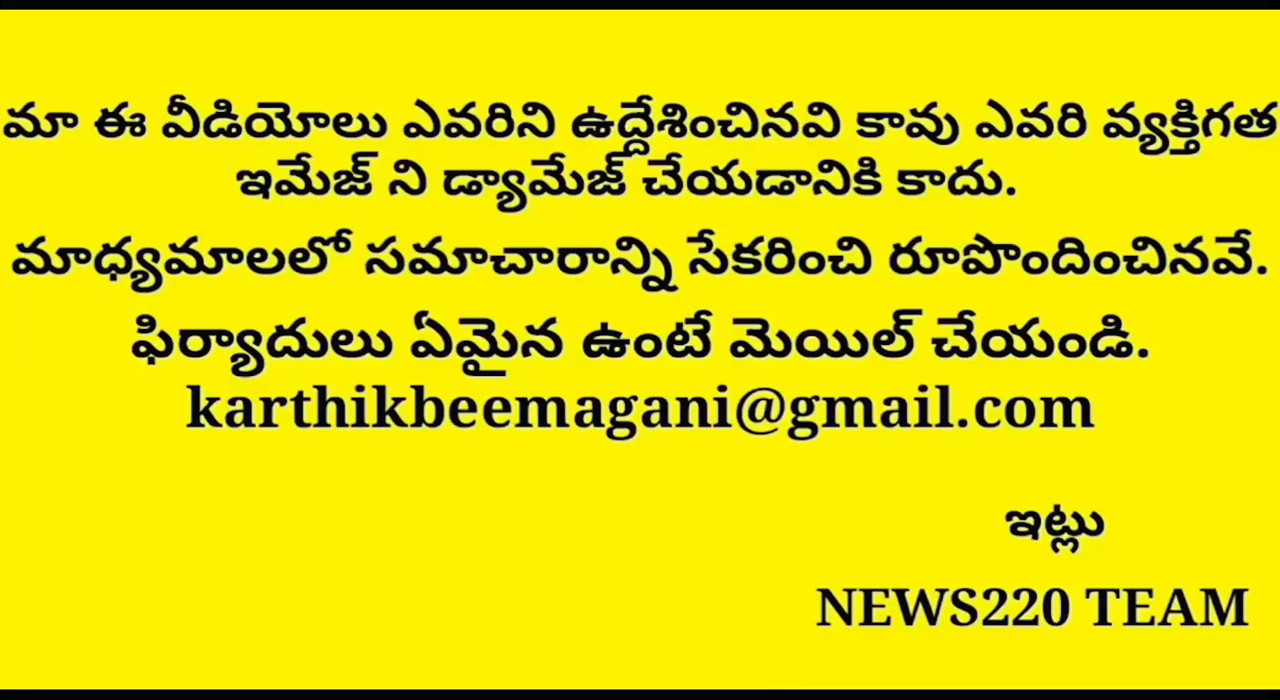 మా ఈ వీడియోలు ఎవరిని ఉద్దేశించినవి కావు ఎవరి వ్యక్తిగత
ఇమేజ్ ని డ్యామేజ్ చేయడానికి కాదు.
మాధ్యమాలలో సమాచారాన్ని సేకరించి రూపొందించినవే.
ఫిర్యాదులు ఏమైన ఉంటే మెయిల్ చేయండి.
karthikbeemagani@gmail.com
ఇట్లు
NEWS220 TEAM